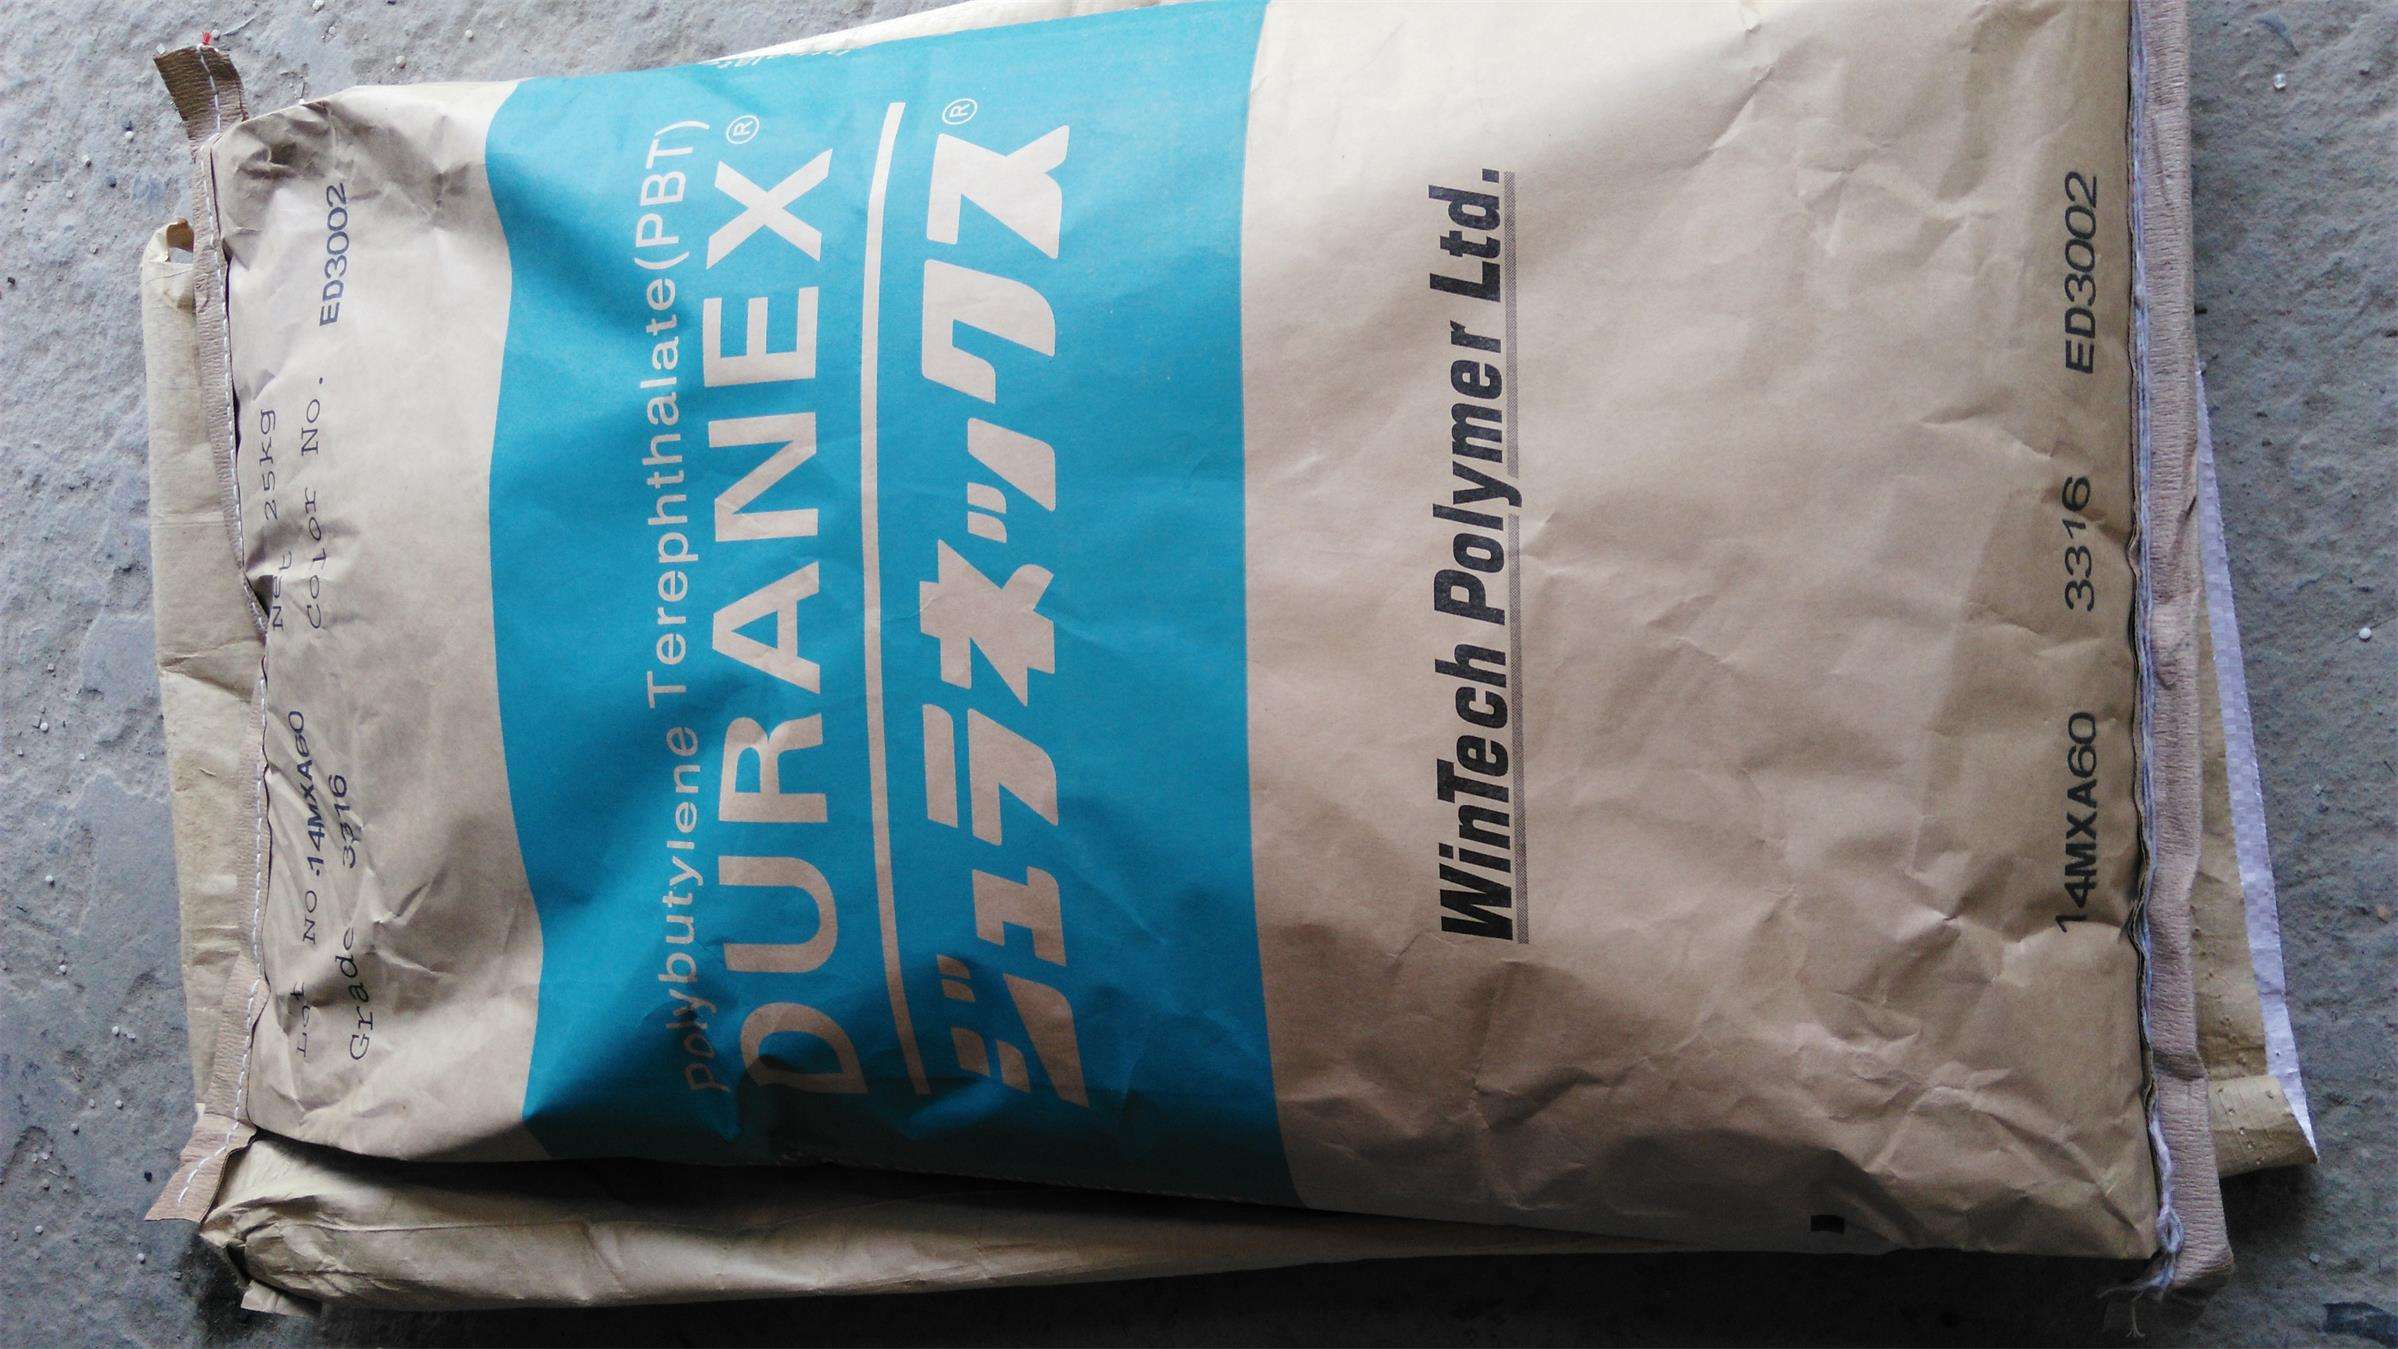 Net 25kg
Lot NO.14MXA60 Color No. ED3002
Grade 3316
polybutylene Terephthalate(PBT)
DURANEX®
ジュラネックス®
WinTech Polymer Ltd.
14MXA60 3316 ED3002